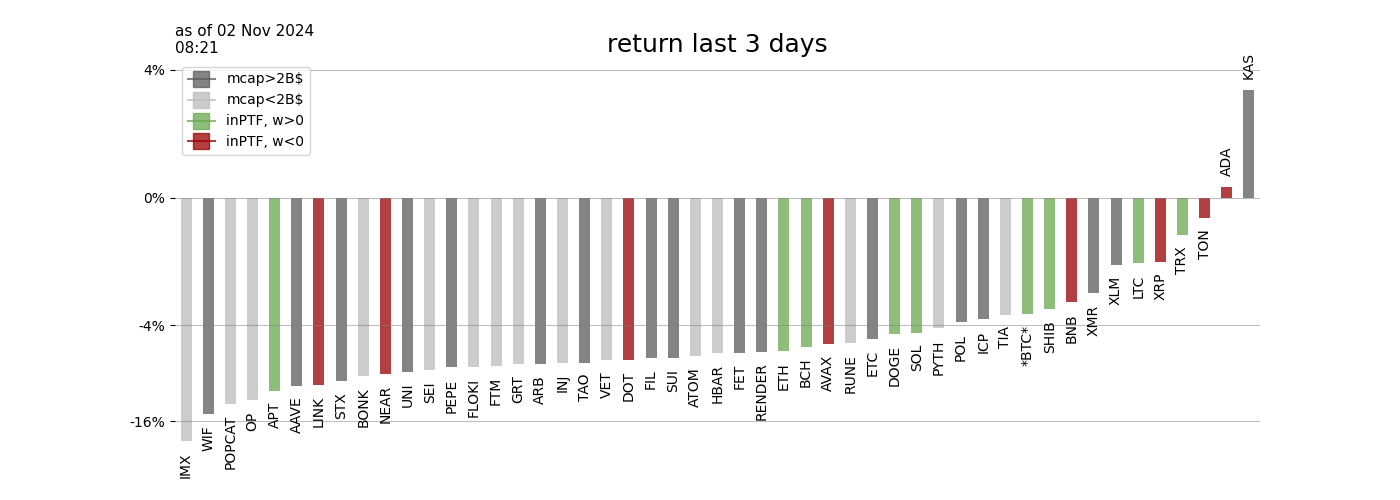 as of 02 Nov 2024
08:21
return last 3 days
4%
0%
-4%
-16%
mcap>2B$
mcap<2B$
inPTF, w>0
inPTF, w<0
IMX
WIF
POPCAT
OP
APT
AAVE
LINK
STX
BONK
NEAR
UNI
SEI
PEPE
FLOKI
FTM
GRT
ARB
INJ
TAO
VET
DOT
FIL
SUI
ATOM
HBAR
FET
RENDER
ETH
BCH
AVAX
RUNE
ETC
DOGE
SOL
PYTH
POL
ICP
TIA
*BTC*
SHIB
BNB
XMR
XLM
LTC
XRP
TRX
TON
ADA
KAS